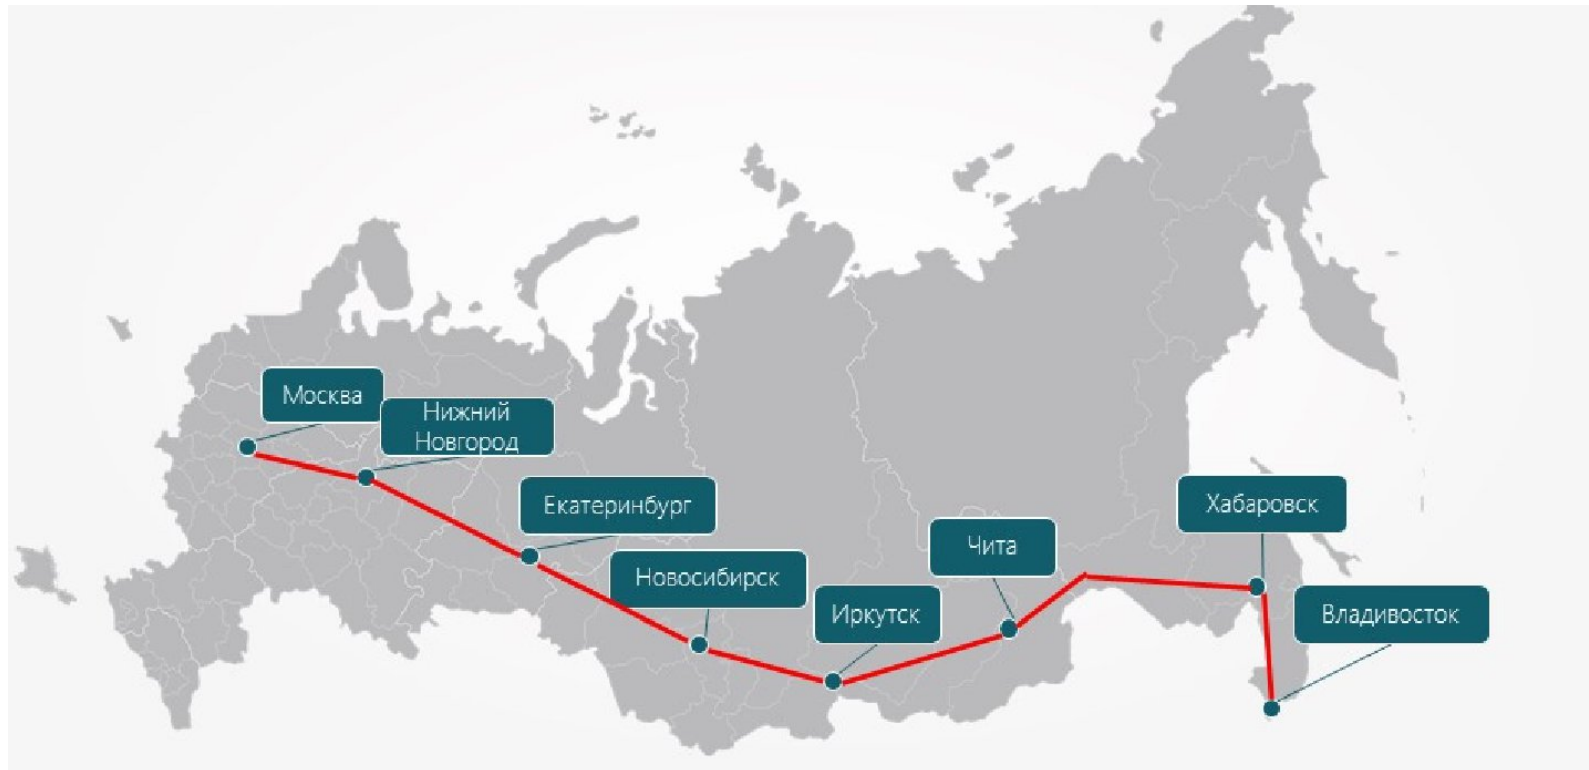 Москва
Нижний
Новгород
Екатеринбург
Новосибирск
Иркутск
Чита
Хабаровск
Владивосток